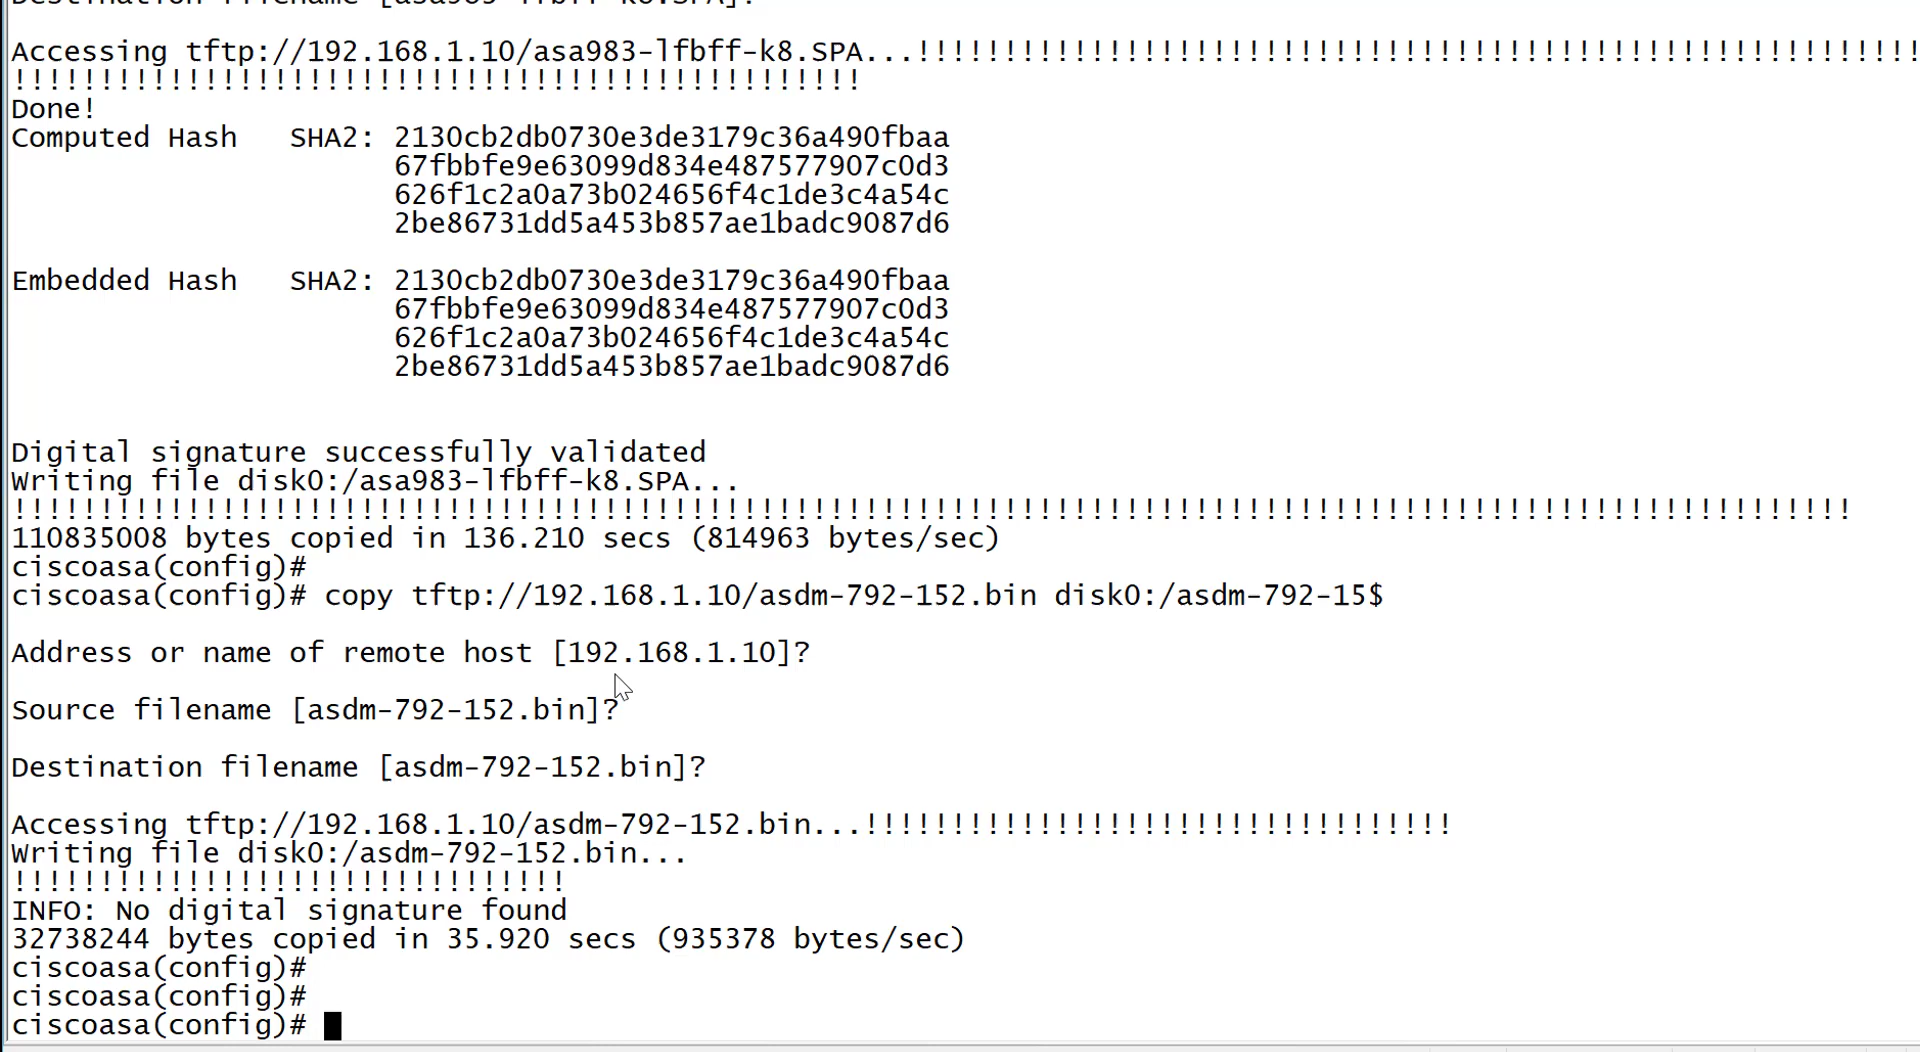 Destination filename [asa983-lfbff-k8.SPA]?
Accessing tftp://192.168.1.10/asa983-lfbff-k8.SPA...!!!!!!!!!!!!!!!!!!!!!!!!!!!!!!!!!!!!!!!!!!!!!!!!!!!!!!!!!!
!!!!!!!!!!!!!!!!!!!!!!!!!!!!!!!!!!!!!!!!!!!!!!!!!
Done!
Computed Hash   SHA2: 2130cb2db0730e3de3179c36a490fbaa
                      67fbbfe9e63099d834e487577907c0d3
                      626f1c2a0a73b024656f4c1de3c4a54c
                      2be86731dd5a453b857ae1badc9087d6
Embedded Hash   SHA2: 2130cb2db0730e3de3179c36a490fbaa
                      67fbbfe9e63099d834e487577907c0d3
                      626f1c2a0a73b024656f4c1de3c4a54c
                      2be86731dd5a453b857ae1badc9087d6
Digital signature successfully validated
Writing file disk0:/asa983-lfbff-k8.SPA...
!!!!!!!!!!!!!!!!!!!!!!!!!!!!!!!!!!!!!!!!!!!!!!!!!!!!!!!!!!!!!!!!!!!!!!!!!!!!!!!!!!!!!!!!!!!!!!!!!!!!!!!!!!
110835008 bytes copied in 136.210 secs (814963 bytes/sec)
ciscoasa(config)#
ciscoasa(config)# copy tftp://192.168.1.10/asdm-792-152.bin disk0:/asdm-792-15$
Address or name of remote host [192.168.1.10]?
Source filename [asdm-792-152.bin]?
Destination filename [asdm-792-152.bin]?
Accessing tftp://192.168.1.10/asdm-792-152.bin...!!!!!!!!!!!!!!!!!!!!!!!!!!!!!!!!!!
Writing file disk0:/asdm-792-152.bin...
!!!!!!!!!!!!!!!!!!!!!!!!!!!!!!!!
INFO: No digital signature found
32738244 bytes copied in 35.920 secs (935378 bytes/sec)
ciscoasa(config)#
ciscoasa(config)#
ciscoasa(config)#